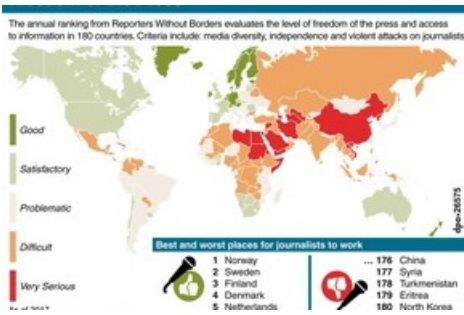 The annual ranking from Reporters Without Borders evaluates the level of freedom of the press and access
to information in 180 countries. Criteria include: media diversity, independence and violent attacks on journalists
Good
Satisfactory
Problematic
Difficult
Very Serious
dpa•26575
Best and worst places for journalists to work
1 Norway
2 Sweden
3 Finland
4 Denmark
5 Netherlands
... 176 China
177 Syria
178 Turkmenistan
179 Eritrea
180 North Korea
As of 2017